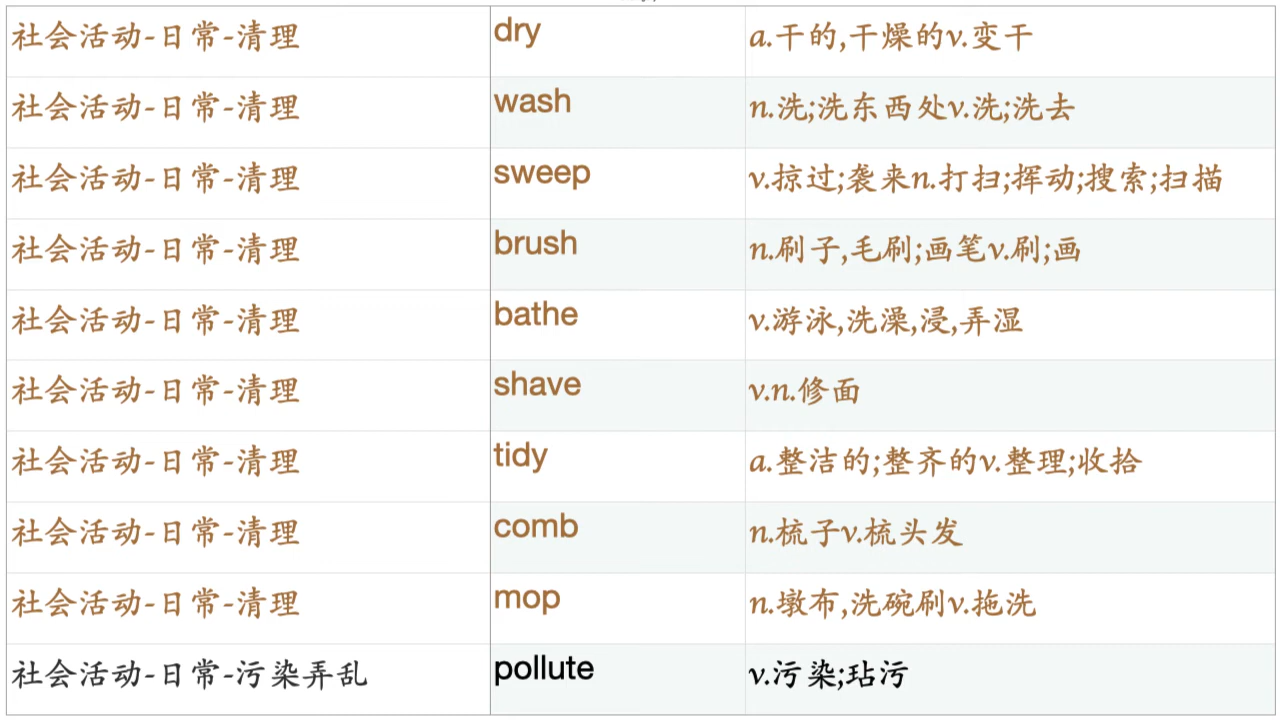 社会活动-日常-清理 dry a.干的,干燥的v.变干
社会活动-日常-清理 wash n.洗;洗东西处v.洗;洗去
社会活动-日常-清理 sweep v.掠过;袭来n.打扫;挥动;搜索;扫描
社会活动-日常-清理 brush n.刷子,毛刷;画笔v.刷;画
社会活动-日常-清理 bathe v.游泳,洗澡,浸,弄湿
社会活动-日常-清理 shave v.n.修面
社会活动-日常-清理 tidy a.整洁的;整齐的v.整理;收拾
社会活动-日常-清理 comb n.梳子v.梳头发
社会活动-日常-清理 mop n.墩布,洗碗刷v.拖洗
社会活动-日常-污染弄乱 pollute v.污染;玷污